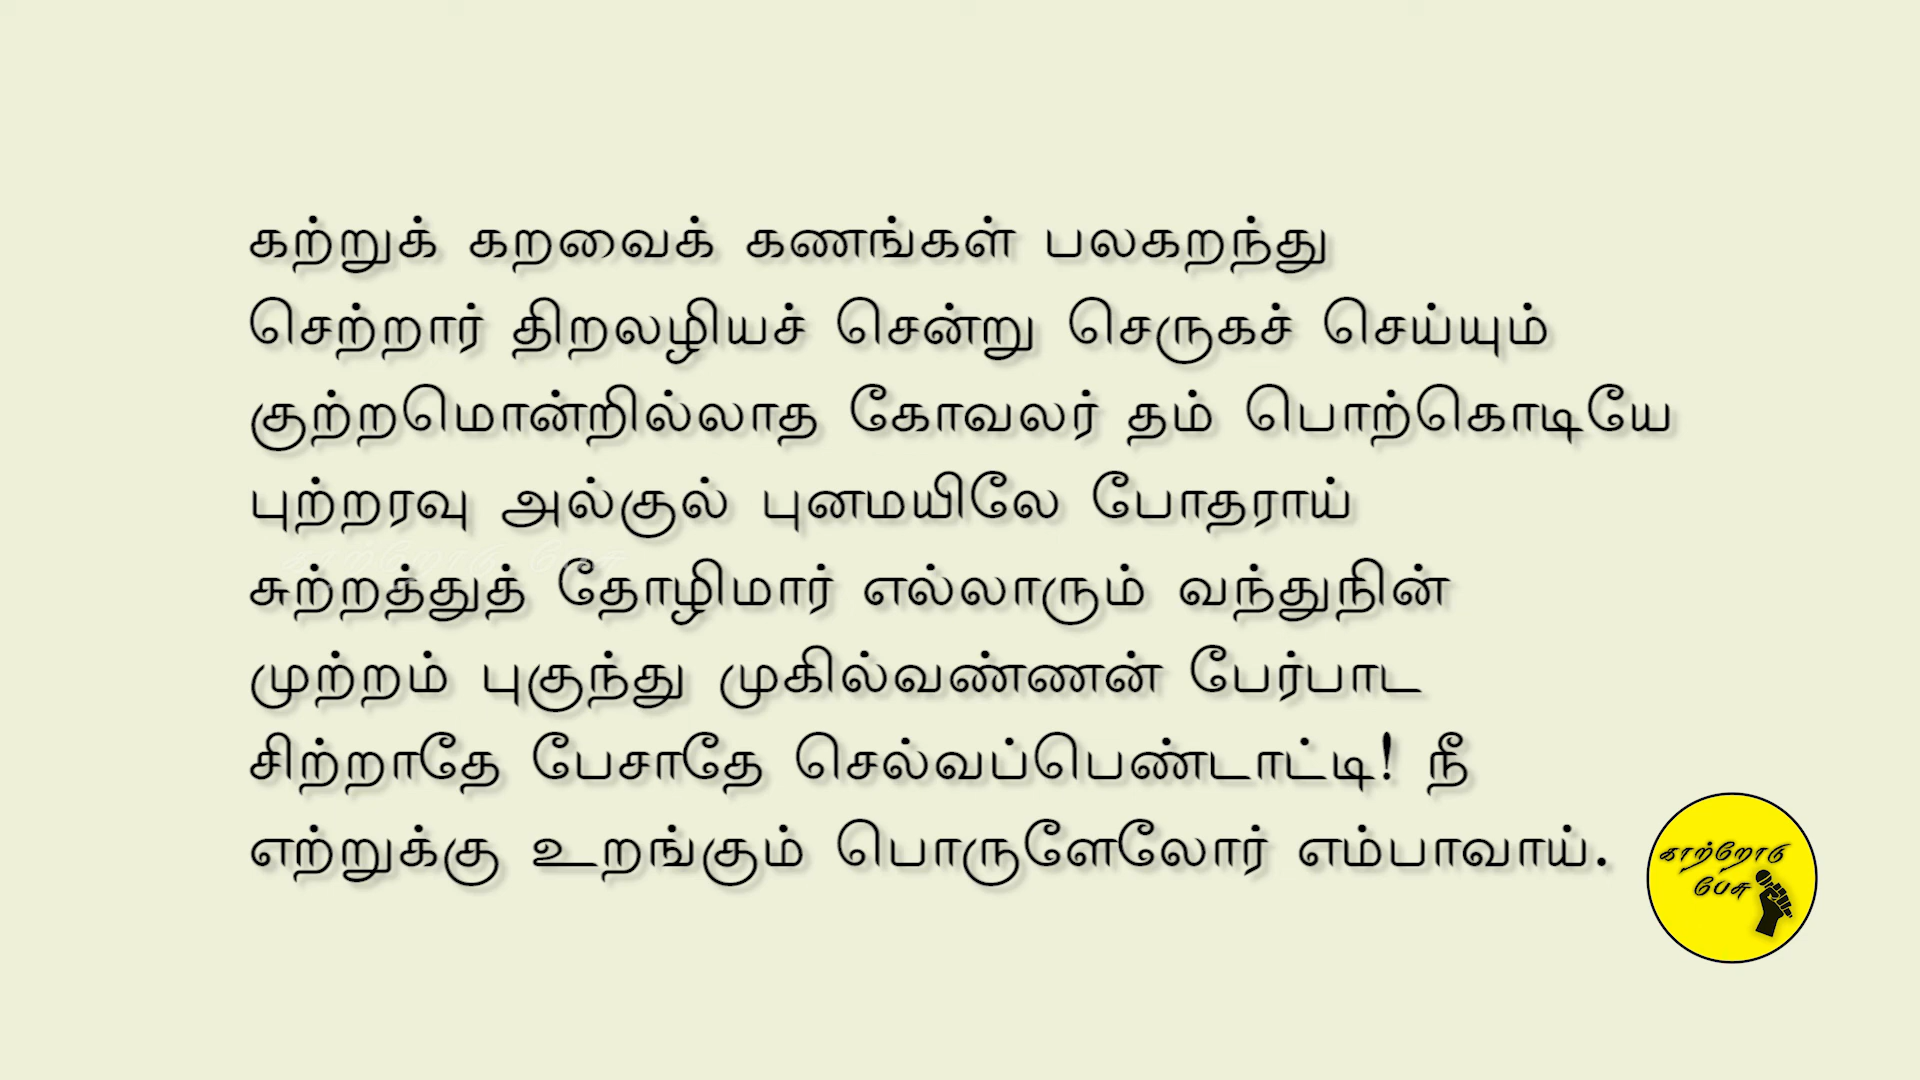 கற்றுக் கறவைக் கணங்கள் பலகறந்து
செற்றார் திறலழியச் சென்று செருகச் செய்யும்
குற்றமொன்றில்லாத கோவலர் தம் பொற்கொடியே
புற்றரவு அல்குல் புனமயிலே போதராய்
சுற்றத்துத் தோழிமார் எல்லாரும் வந்துநின்
முற்றம் புகுந்து முகில்வண்ணன் பேர்பாட
சிற்றாதே பேசாதே செல்வப்பெண்டாட்டி! நீ
எற்றுக்கு உறங்கும் பொருளேலோர் எம்பாவாய்.
காற்றோடு
பேசு